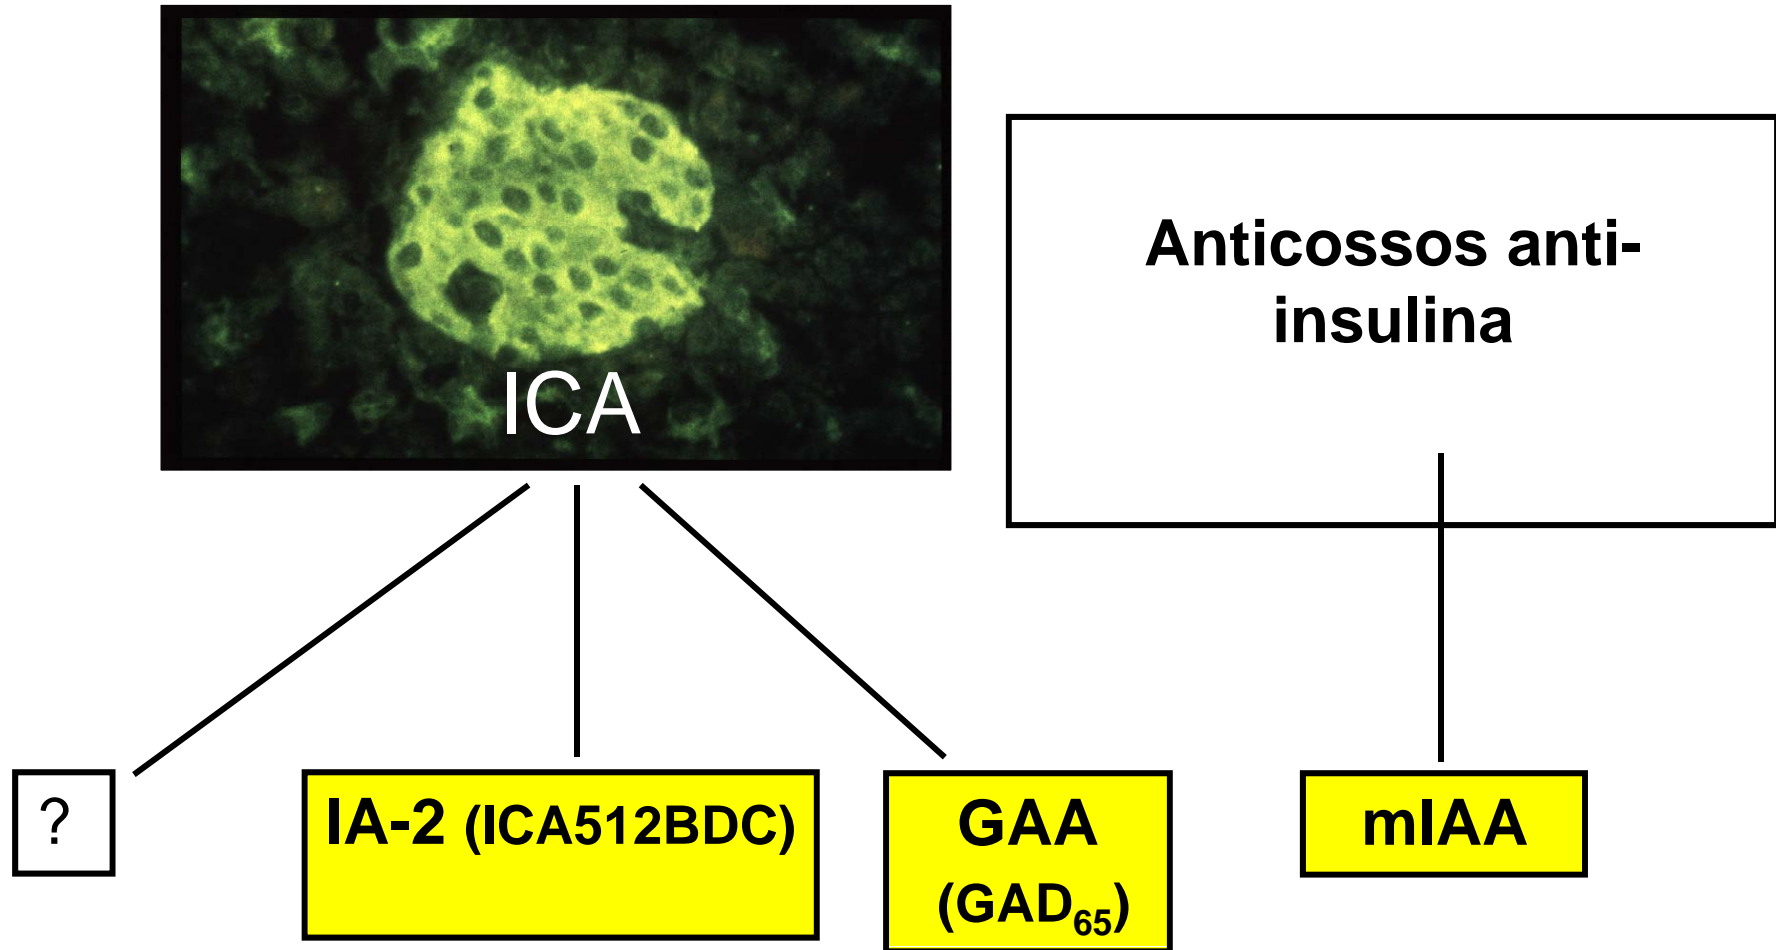 ICA
Anticossos anti-
insulina
?
IA-2 (ICA512BDC)
GAA
(GAD₆₅)
mIAA